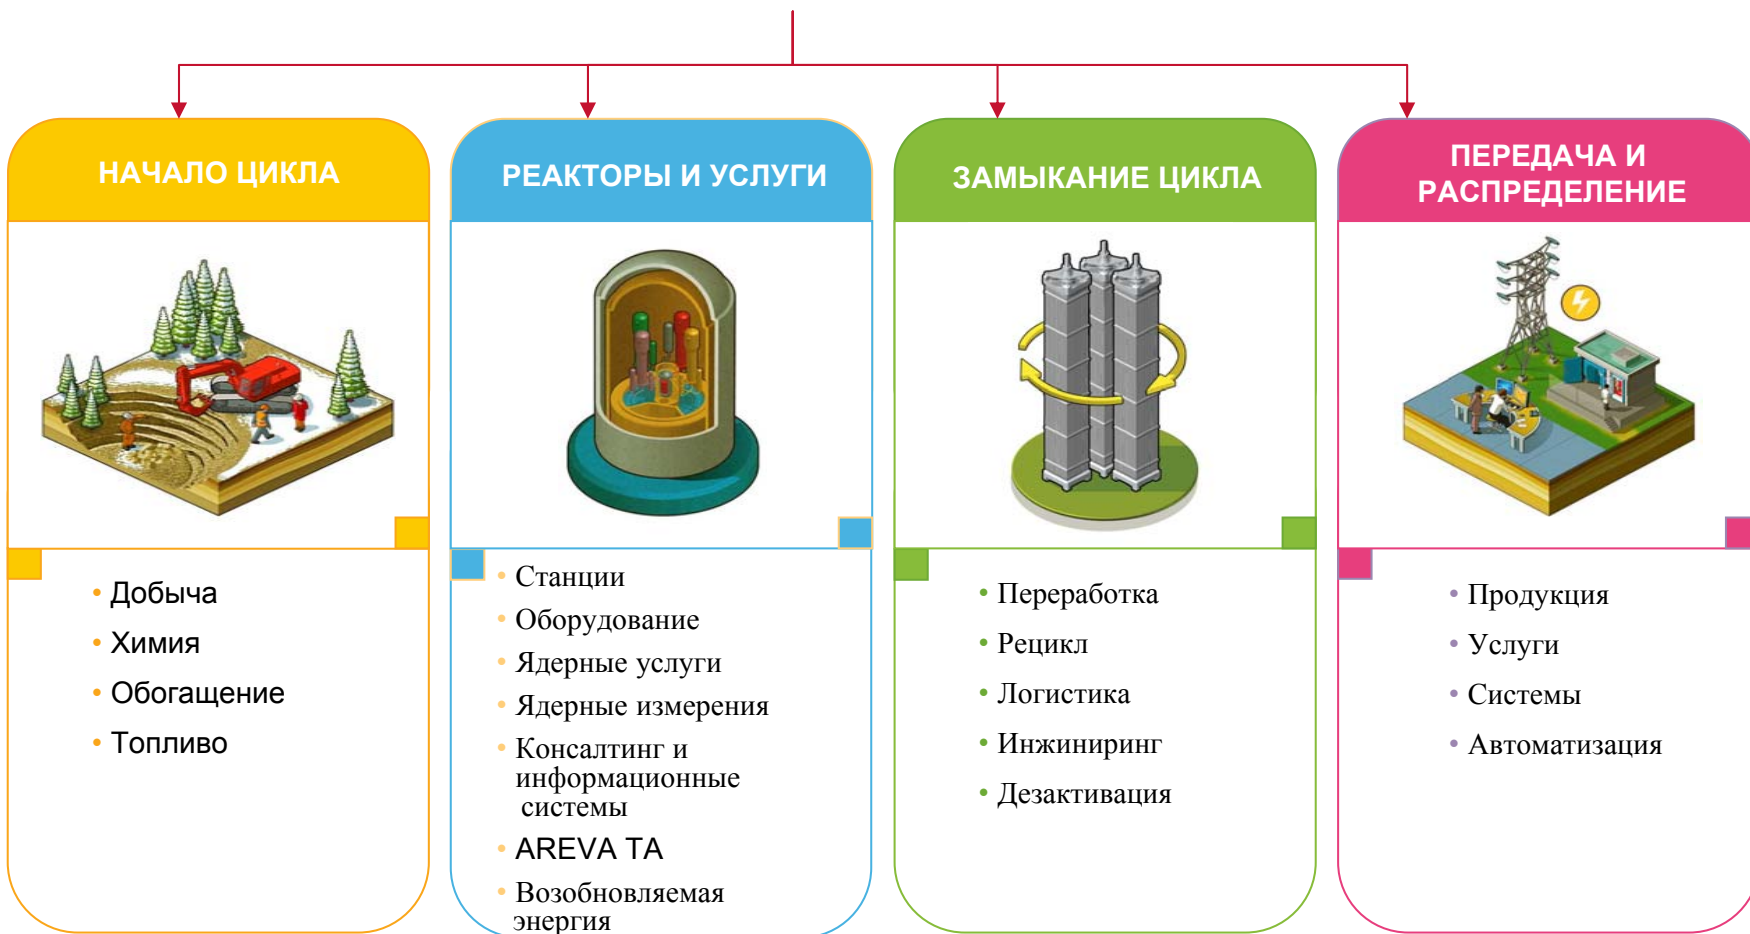 НАЧАЛО ЦИКЛА
• Добыча
• Химия
• Обогащение
• Топливо
РЕАКТОРЫ И УСЛУГИ
• Станции
• Оборудование
• Ядерные услуги
• Ядерные измерения
• Консалтинг и
информационные
системы
• AREVA TA
• Возобновляемая
энергия
ЗАМЫКАНИЕ ЦИКЛА
• Переработка
• Рецикл
• Логистика
• Инжиниринг
• Дезактивация
ПЕРЕДАЧА И
РАСПРЕДЕЛЕНИЕ
• Продукция
• Услуги
• Системы
• Автоматизация